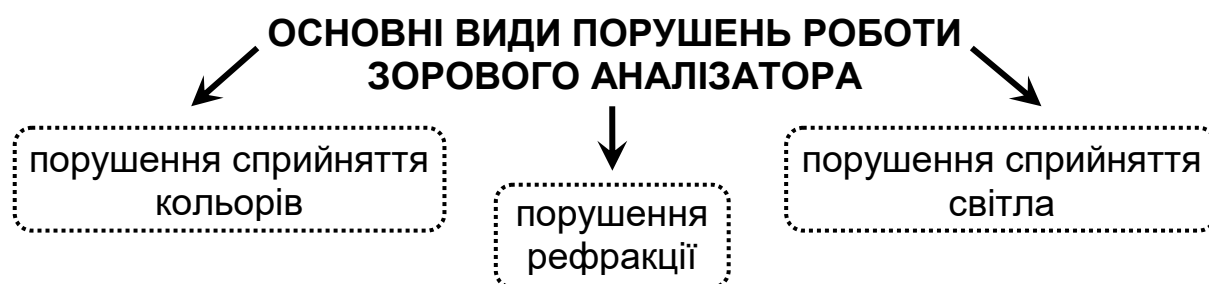 ОСНОВНІ ВИДИ ПОРУШЕНЬ РОБОТИ
ЗОРОВОГО АНАЛІЗАТОРА
порушення сприйняття
кольорів
порушення
рефракції
порушення сприйняття
світла